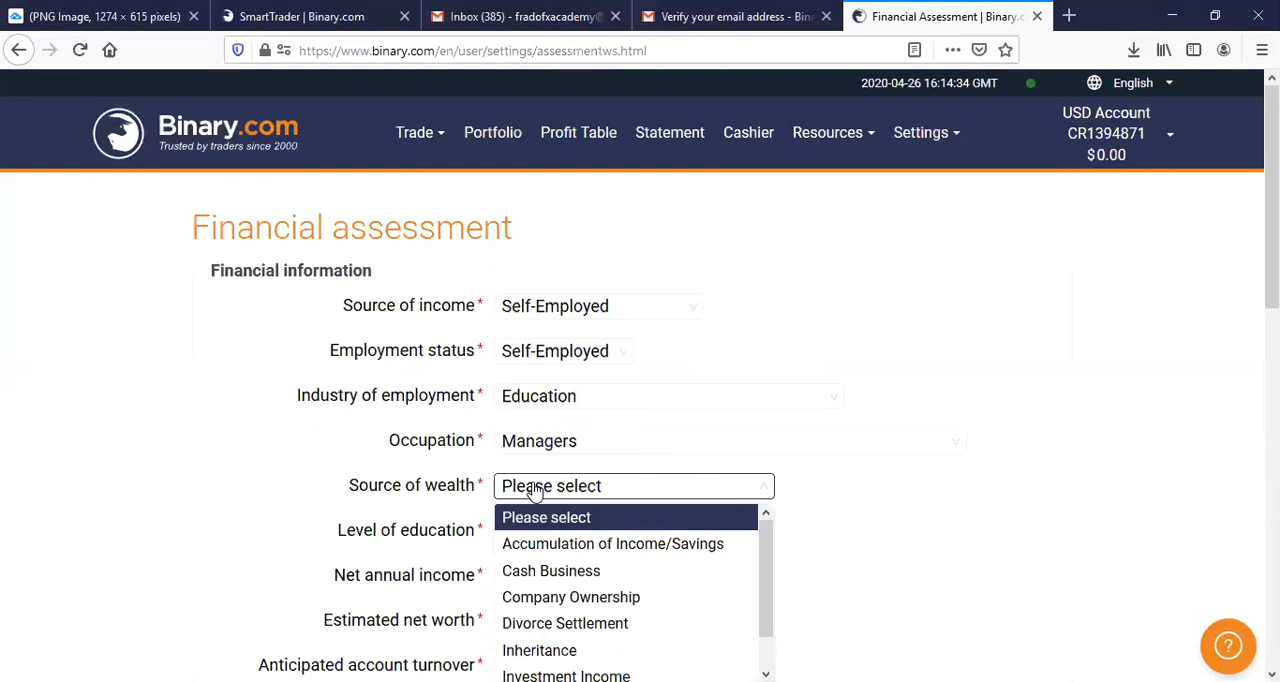 (PNG Image, 1274 × 615 pixels)
SmartTrader | Binary.com
Inbox (385) - fradofxacademy@
Verify your email address - Bin
Financial Assessment | Binary.c
https://www.binary.com/en/user/settings/assessmentws.html
2020-04-26 16:14:34 GMT
English
Binary.com
Trusted by traders since 2000
Trade
Portfolio
Profit Table
Statement
Cashier
Resources
Settings
USD Account
CR1394871
$0.00
Financial assessment
Financial information
Source of income* Self-Employed
Employment status* Self-Employed
Industry of employment* Education
Occupation* Managers
Source of wealth* Please select
Please select
Level of education*
Accumulation of Income/Savings
Cash Business
Net annual income*
Company Ownership
Estimated net worth*
Divorce Settlement
Inheritance
Anticipated account turnover*
Investment Income
?